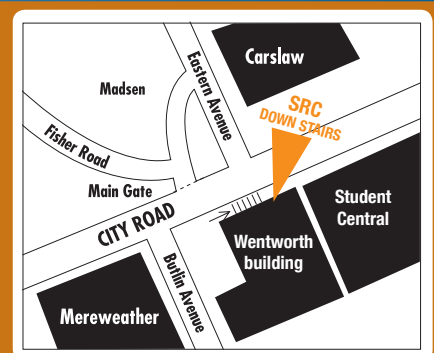 Carslaw
Eastern Avenue
Madsen
SRC
DOWN STAIRS
Fisher Road
Main Gate
CITY ROAD
Student
Central
Wentworth
building
Butlin Avenue
Mereweather